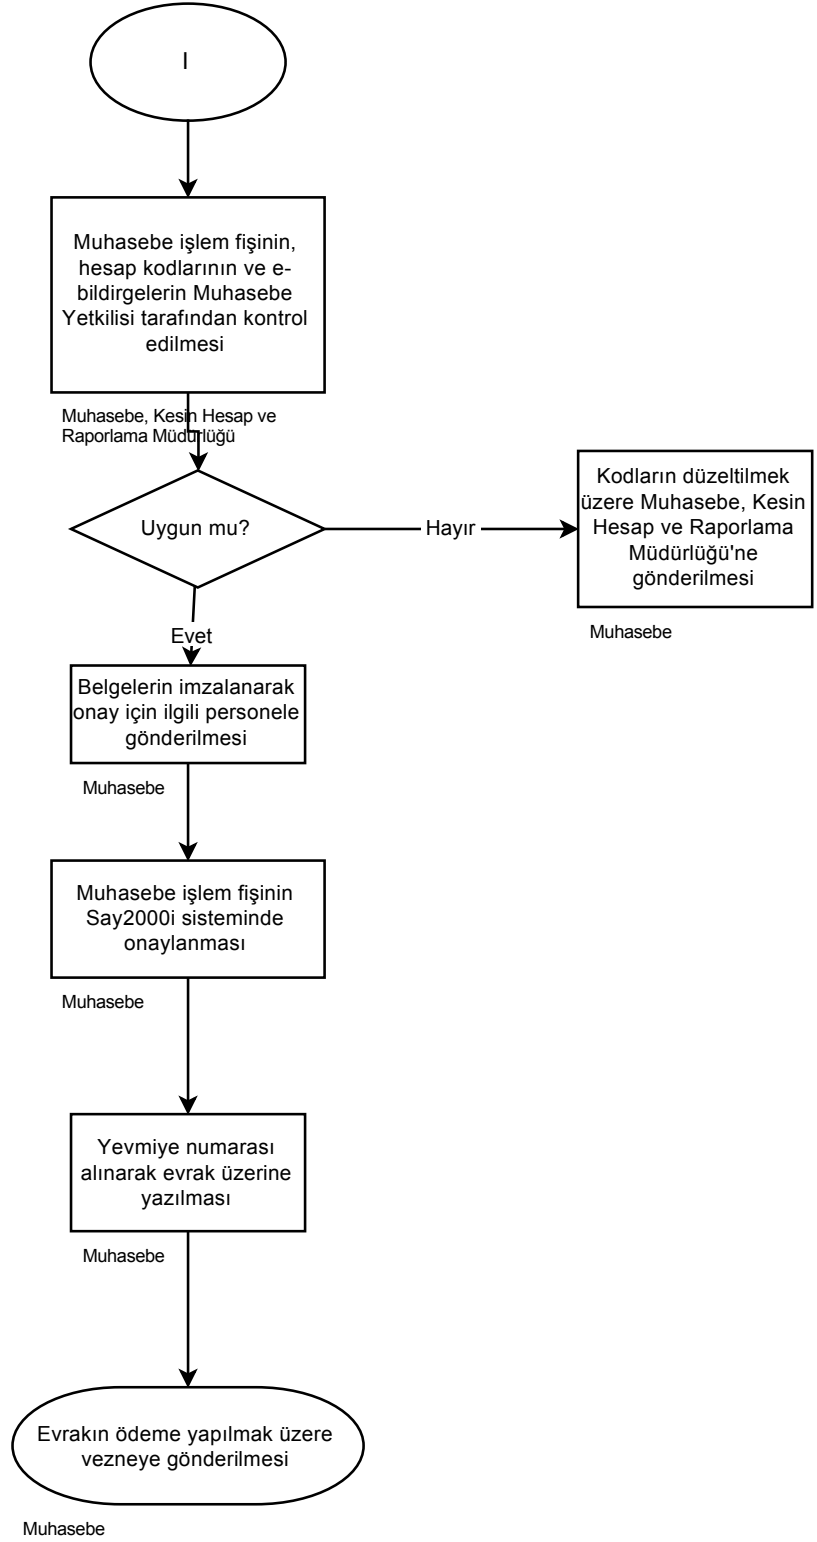 I
Muhasebe işlem fişinin,
hesap kodlarının ve e-
bildirgelerin Muhasebe
Yetkilisi tarafından kontrol
edilmesi
Muhasebe, Kesin Hesap ve
Raporlama Müdürlüğü
Uygun mu?
Hayır
Kodların düzeltilmek
üzere Muhasebe, Kesin
Hesap ve Raporlama
Müdürlüğü'ne
gönderilmesi
Muhasebe
Evet
Belgelerin imzalanarak
onay için ilgili personele
gönderilmesi
Muhasebe
Muhasebe işlem fişinin
Say2000i sisteminde
onaylanması
Muhasebe
Yevmiye numarası
alınarak evrak üzerine
yazılması
Muhasebe
Evrakın ödeme yapılmak üzere
vezneye gönderilmesi
Muhasebe